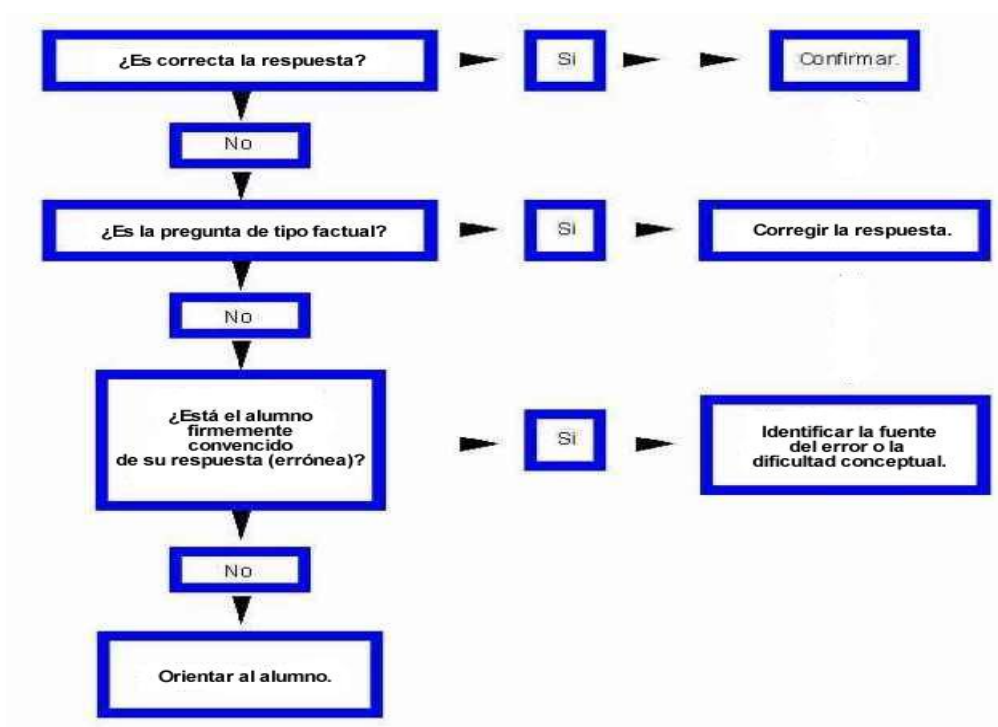 ¿Es correcta la respuesta?
Si
Confirmar.
No
¿Es la pregunta de tipo factual?
Si
Corregir la respuesta.
No
¿Está el alumno
firmemente
convencido
de su respuesta (errónea)?
Si
Identificar la fuente
del error o la
dificultad conceptual.
No
Orientar al alumno.